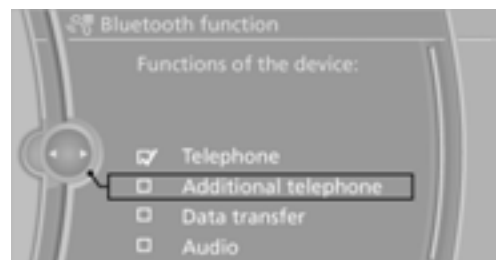 Bluetooth function
Functions of the device:
Telephone
Additional telephone
Data transfer
Audio